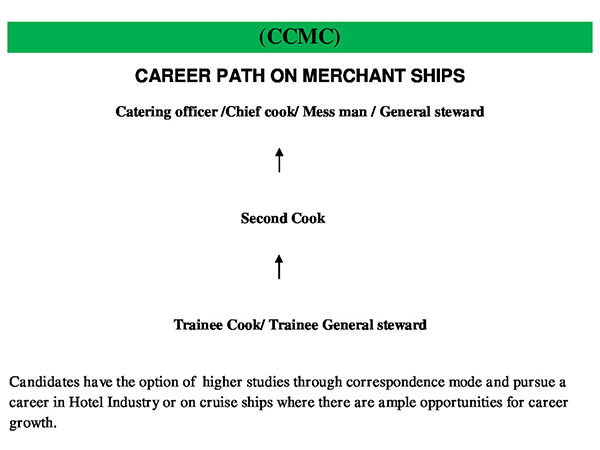 (CCMC)
CAREER PATH ON MERCHANT SHIPS
Catering officer /Chief cook/ Mess man / General steward
Second Cook
Trainee Cook/ Trainee General steward
Candidates have the option of higher studies through correspondence mode and pursue a
career in Hotel Industry or on cruise ships where there are ample opportunities for career
growth.